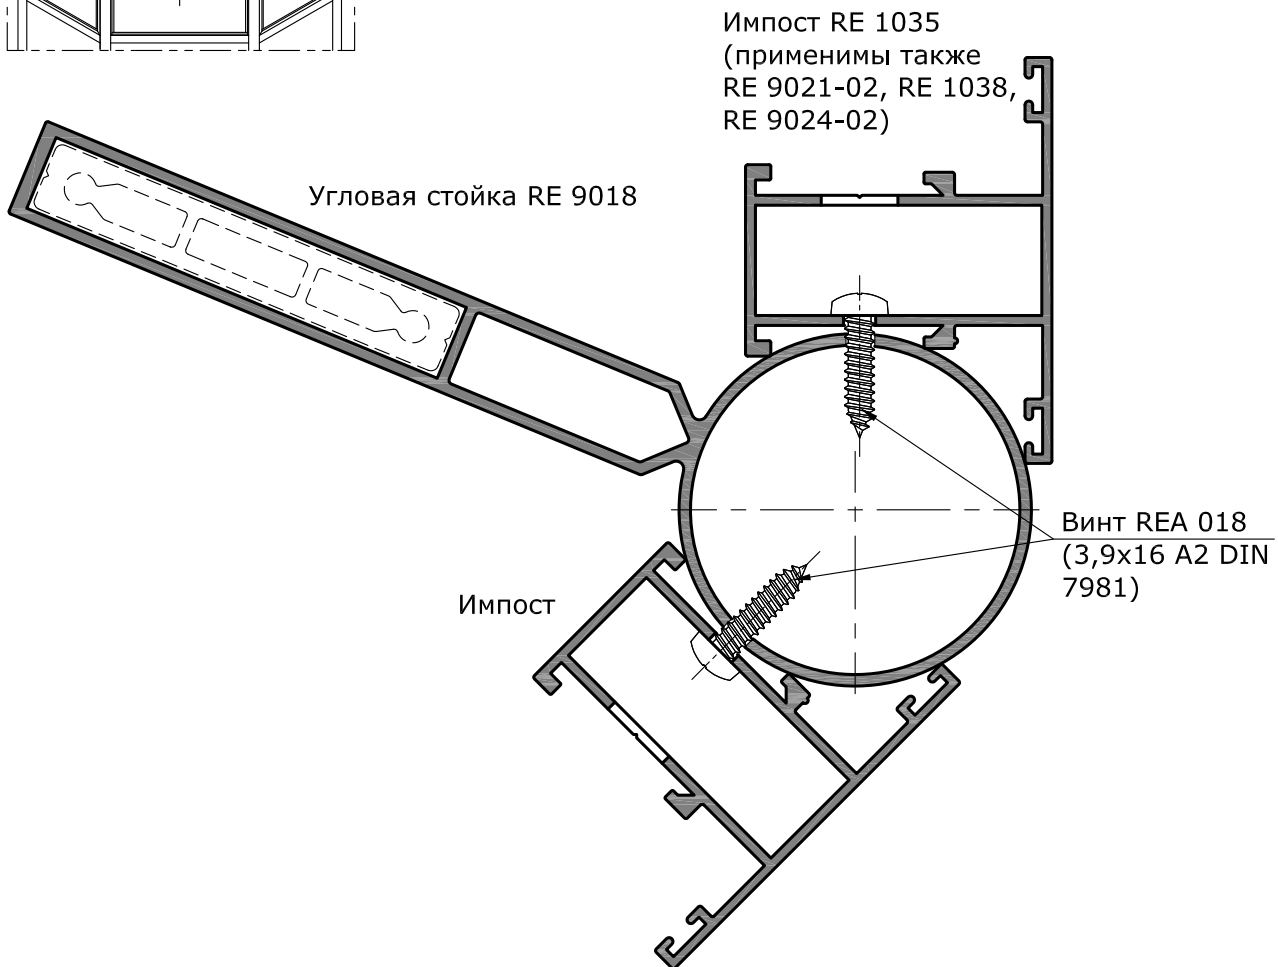 Импост RE 1035
(применимы также
RE 9021-02, RE 1038,
RE 9024-02)
Угловая стойка RE 9018
Винт REA 018
(3,9x16 A2 DIN
7981)
Импост